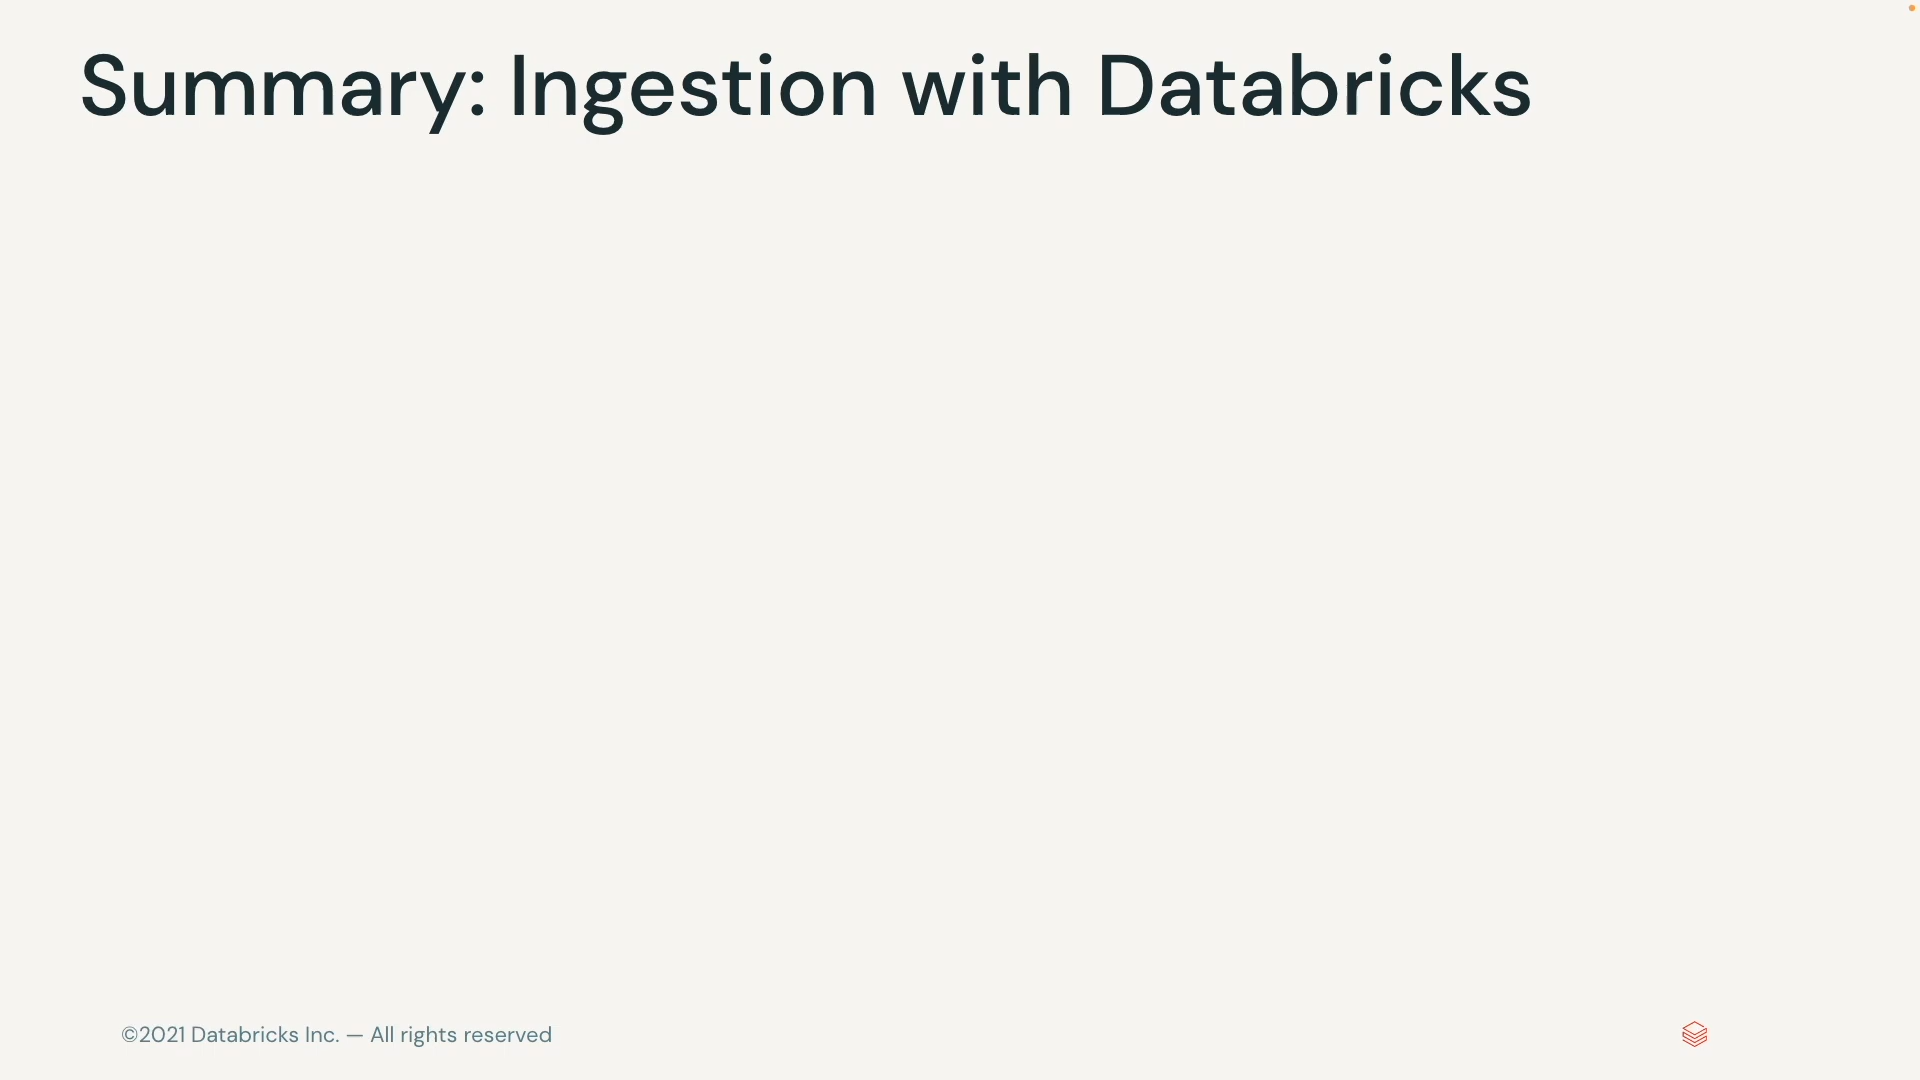 Summary: Ingestion with Databricks
©2021 Databricks Inc. — All rights reserved